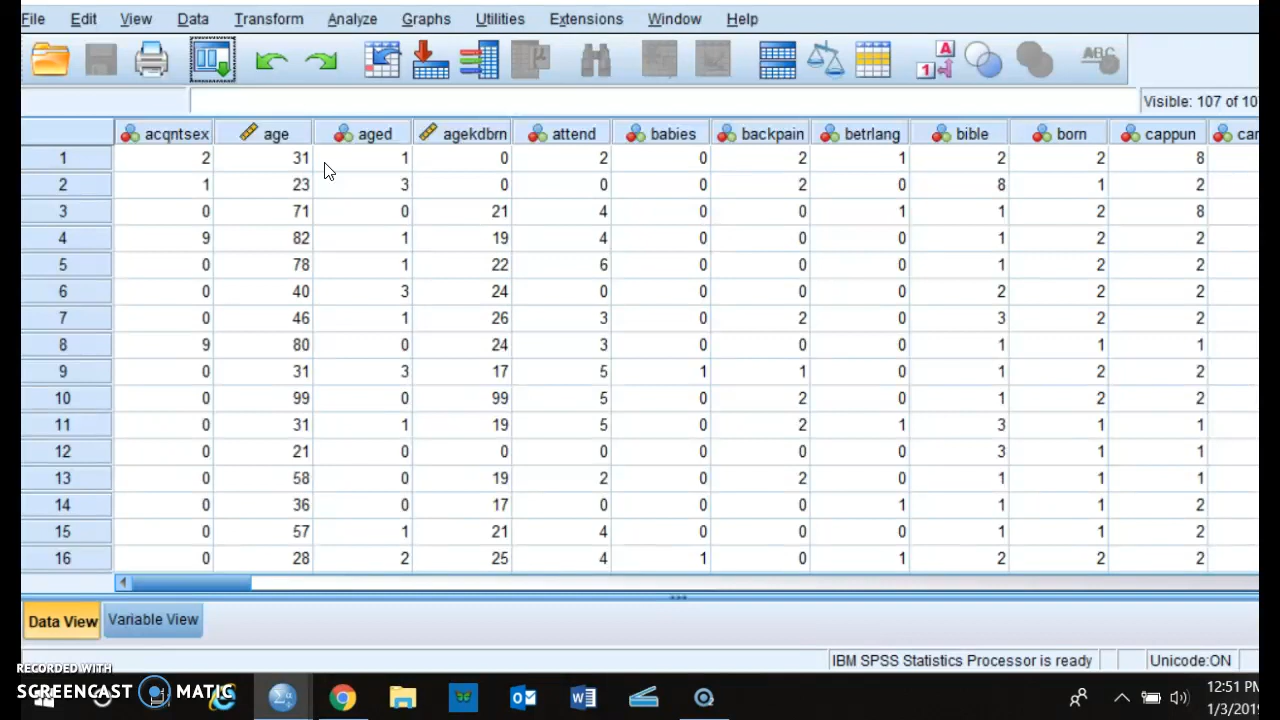 File Edit View Data Transform Analyze Graphs Utilities Extensions Window Help
A
1
ABC
Visible: 107 of 10
acqntsex age aged agekdbrn attend babies backpain betrlang bible born cappun car
1 2 31 1 0 2 0 2 1 2 2 8
2 1 23 3 0 0 0 2 0 8 1 2
3 0 71 0 21 4 0 0 1 1 2 8
4 9 82 1 19 4 0 0 0 1 2 2
5 0 78 1 22 6 0 0 0 1 2 2
6 0 40 3 24 0 0 0 0 2 2 2
7 0 46 1 26 3 0 2 0 3 2 2
8 9 80 0 24 3 0 0 0 1 1 1
9 0 31 3 17 5 1 1 0 1 2 2
10 0 99 0 99 5 0 2 0 1 2 2
11 0 31 1 19 5 0 2 1 3 1 1
12 0 21 0 0 0 0 0 0 3 1 1
13 0 58 0 19 2 0 2 0 1 1 1
14 0 36 0 17 0 0 0 1 1 1 2
15 0 57 1 21 4 0 0 0 1 1 2
16 0 28 2 25 4 1 0 1 2 2 2
Data View Variable View
IBM SPSS Statistics Processor is ready Unicode:ON
RECORDED WITH
SCREENCAST MATIC
12:51 PM
1/3/201